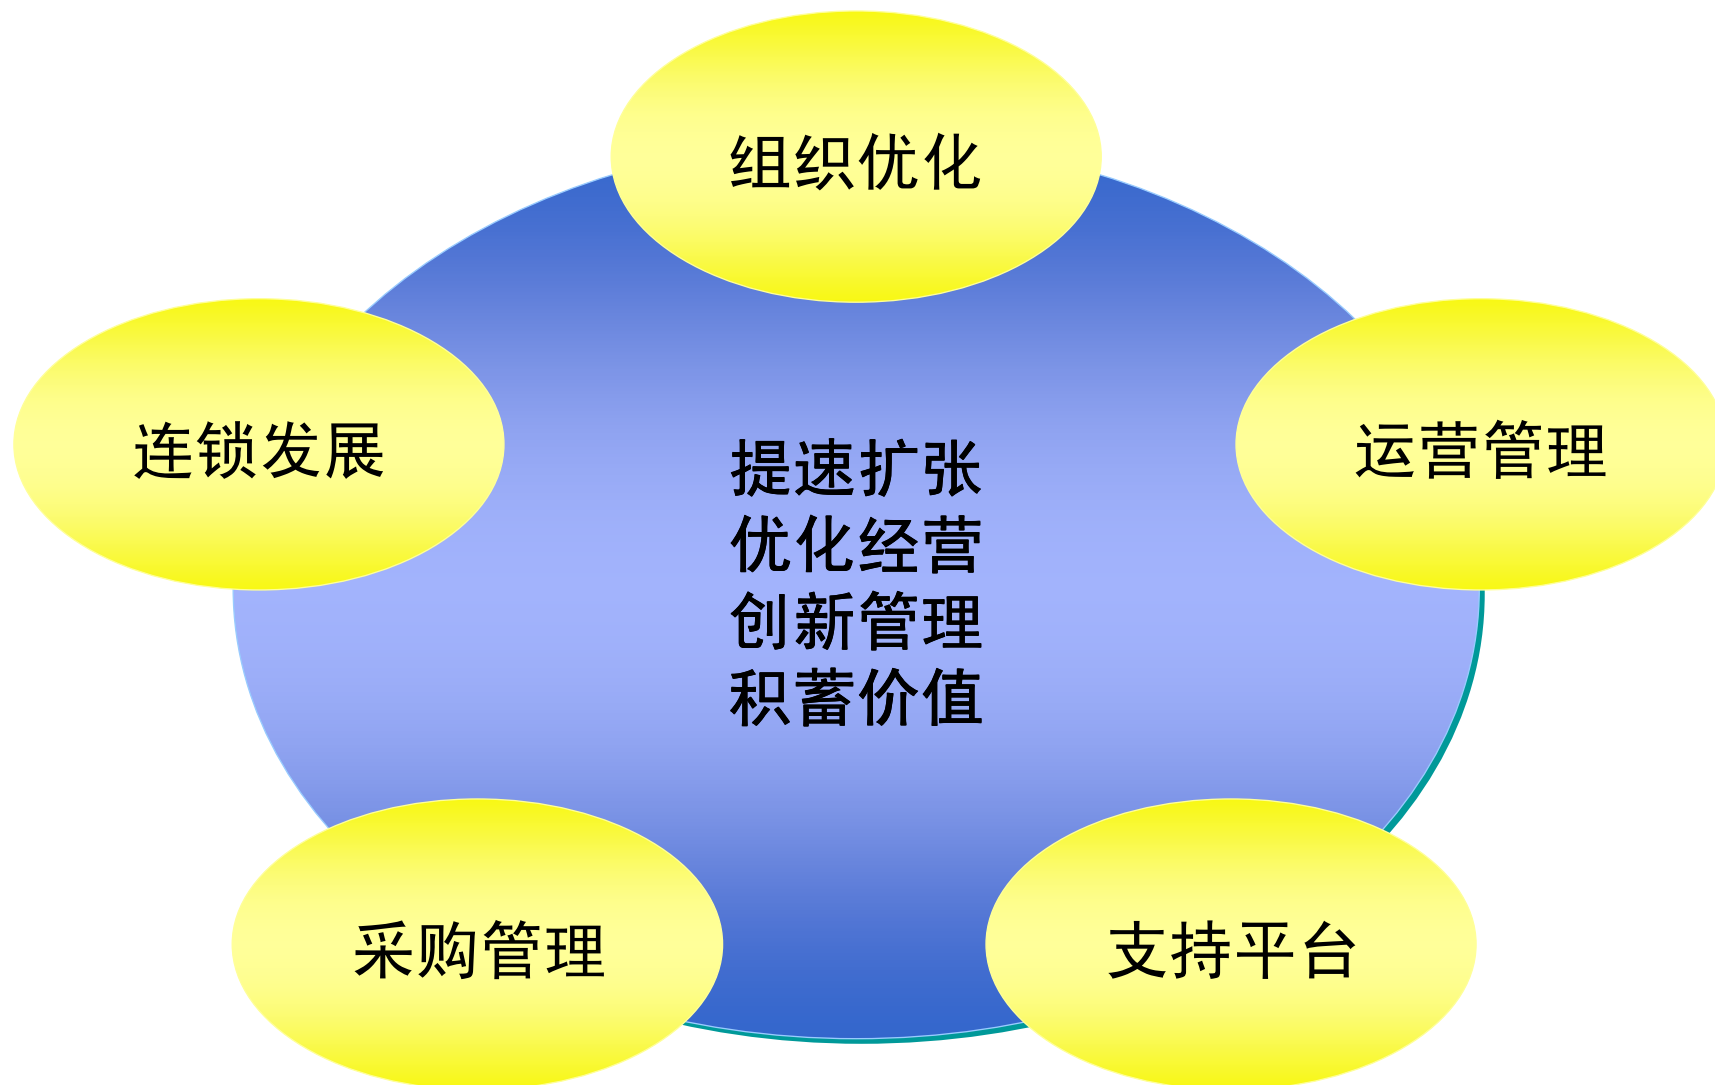 组织优化
连锁发展
运营管理
提速扩张
优化经营
创新管理
积蓄价值
采购管理
支持平台